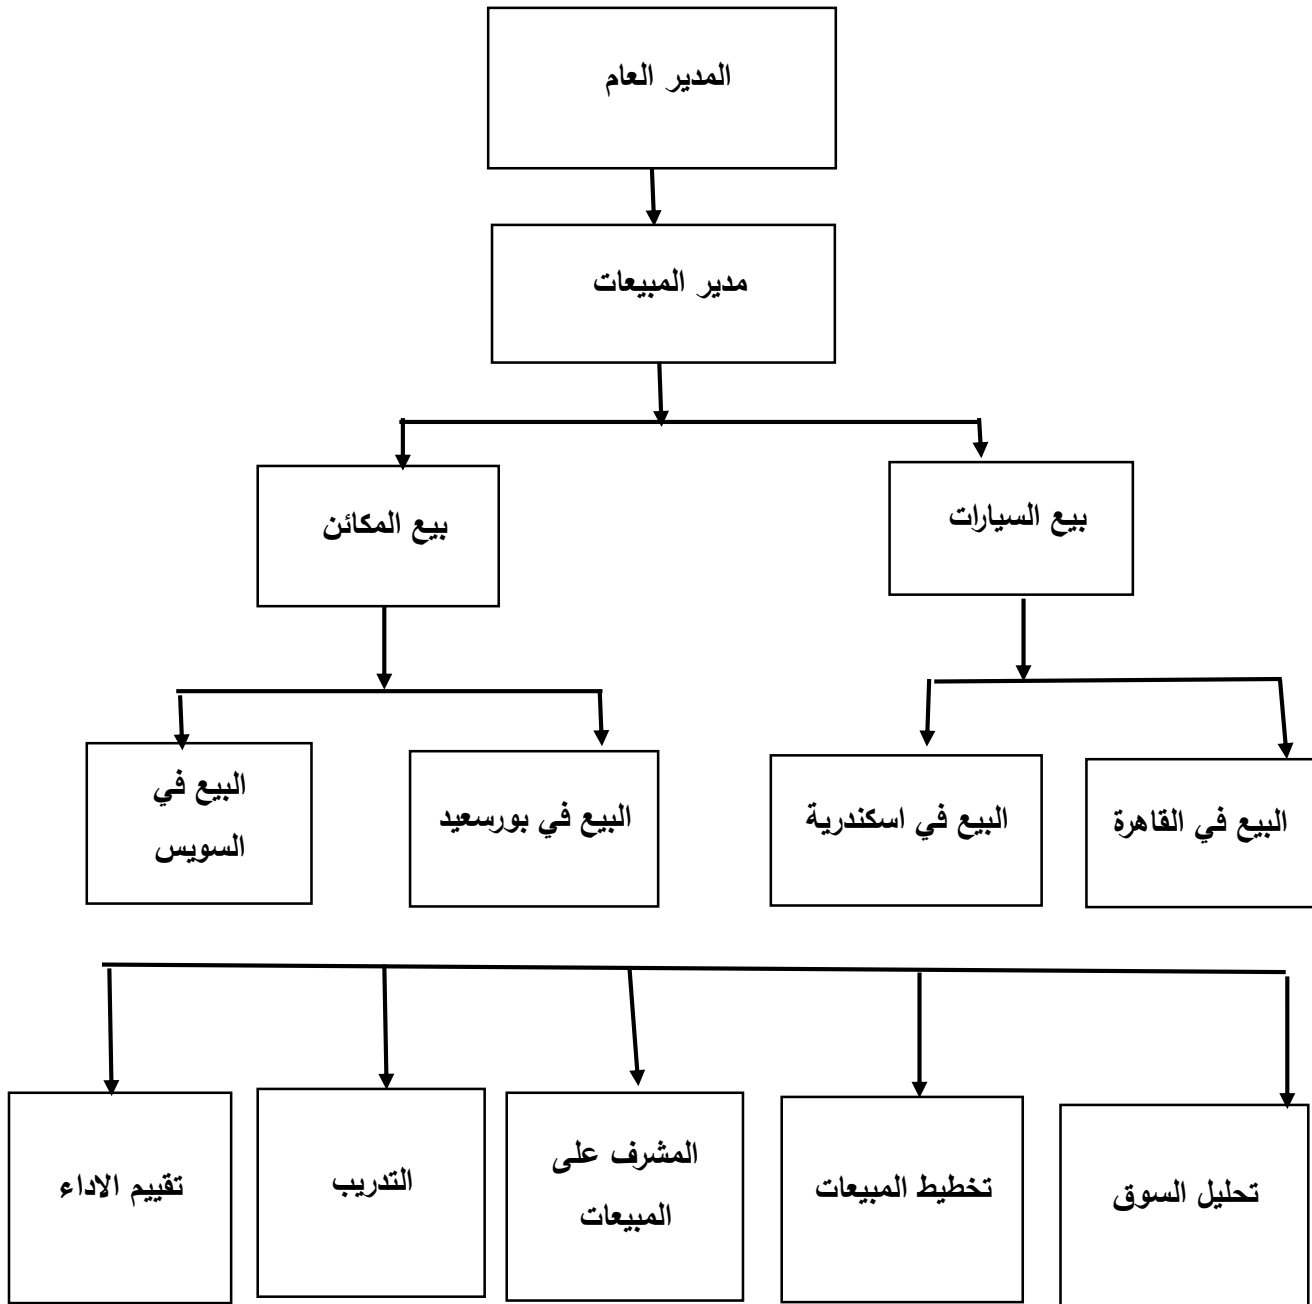 المدير العام
مدير المبيعات
بيع السيارات
بيع المكائن
البيع في القاهرة
البيع في اسكندرية
البيع في بورسعيد
البيع في
السويس
تحليل السوق
تخطيط المبيعات
المشرف على
المبيعات
التدريب
تقييم الاداء